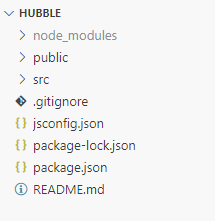 HUBBLE
node_modules
public
src
.gitignore
jsconfig.json
package-lock.json
package.json
README.md